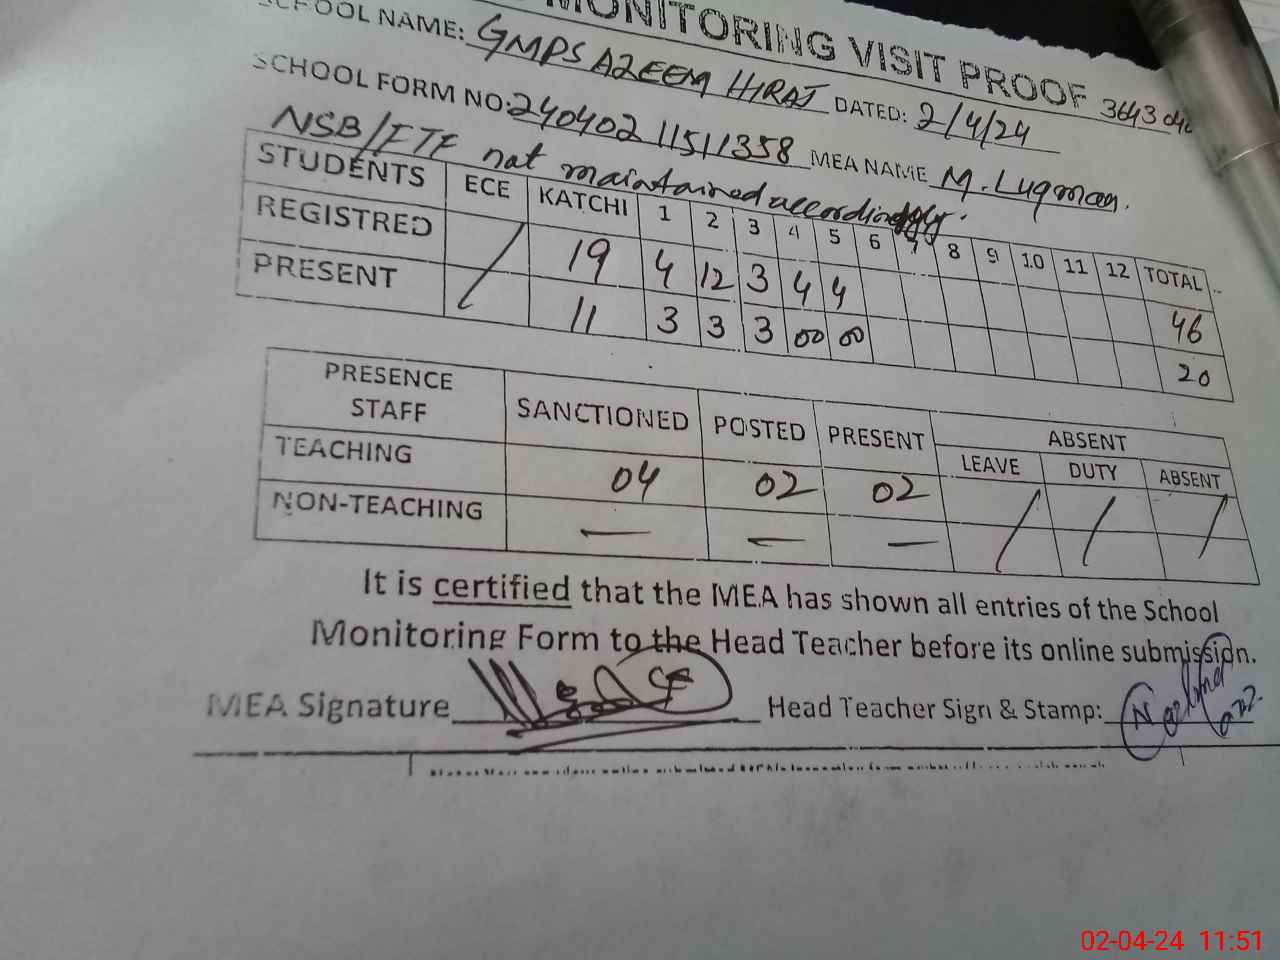 MONITORING VISIT PROOF
SCHOOL NAME: GMPS AZEEM HIRAJ DATED: 2/4/24
SCHOOL FORM NO: 240402 11511358 MEA NAME M. Luqman.
NSB/FTF not maintained accordingly.
STUDENTS ECE KATCHI 1 2 3 4 5 6 7 8 9 10 11 12 TOTAL
REGISTRED / 19 4 12 3 4 4 46
PRESENT 11 3 3 3 00 00 20
PRESENCE STAFF SANCTIONED POSTED PRESENT ABSENT
LEAVE DUTY ABSENT
TEACHING 04 02 02 / / /
NON-TEACHING — — —
It is certified that the MEA has shown all entries of the School
Monitoring Form to the Head Teacher before its online submission.
MEA Signature Head Teacher Sign & Stamp:
02-04-24 11:51